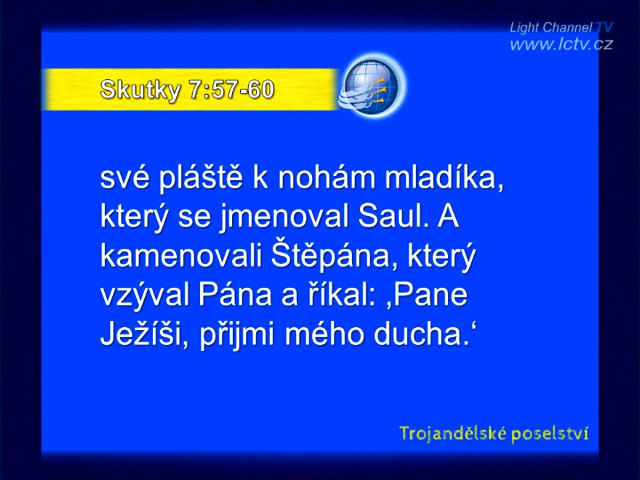 Light Channel TV
www.lctv.cz
Skutky 7:57-60
své pláště k nohám mladíka,
který se jmenoval Saul. A
kamenovali Štěpána, který
vzýval Pána a říkal: ‚Pane
Ježíši, přijmi mého ducha.‘
Trojandělské poselství